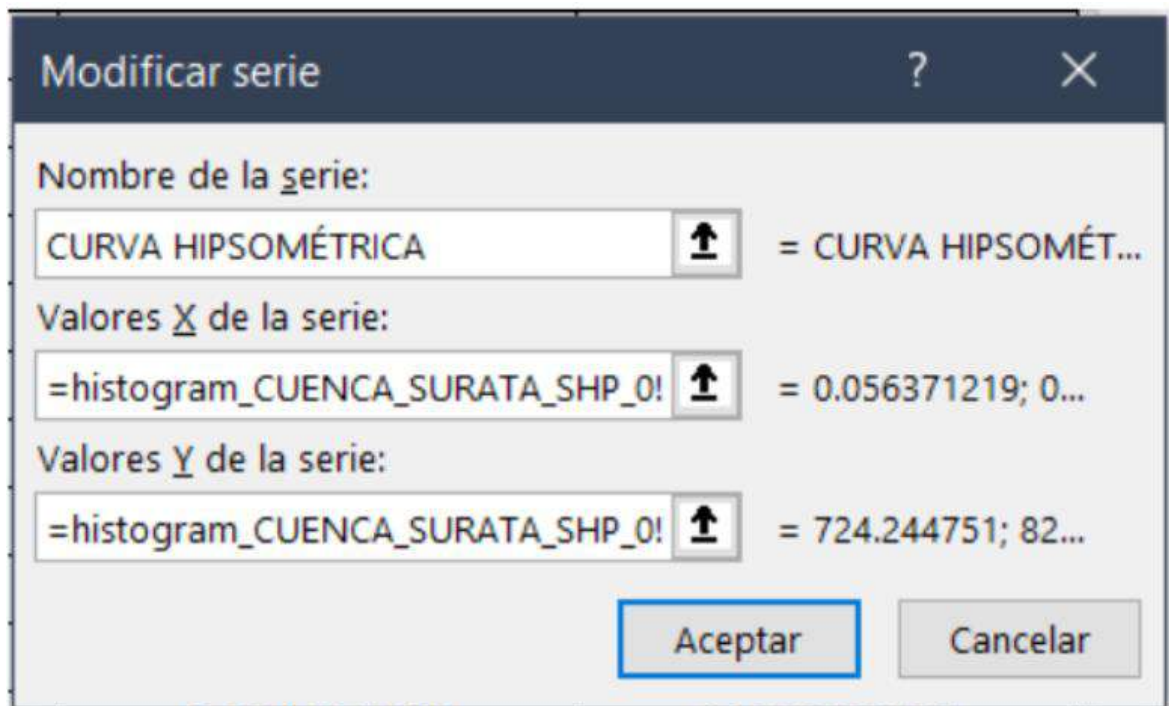 Modificar serie ?
Nombre de la serie:
CURVA HIPSOMÉTRICA = CURVA HIPSOMÉT...
Valores X de la serie:
=histogram_CUENCA_SURATA_SHP_0! = 0.056371219; 0...
Valores Y de la serie:
=histogram_CUENCA_SURATA_SHP_0! = 724.244751; 82...
Aceptar Cancelar